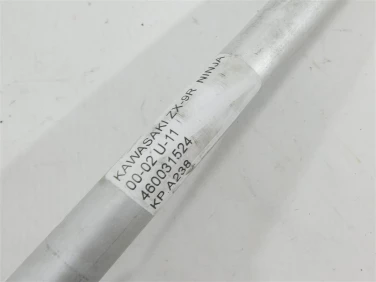 KAWASAKI ZX-9R NINJA
00-02 U-11
460031524
KP A238